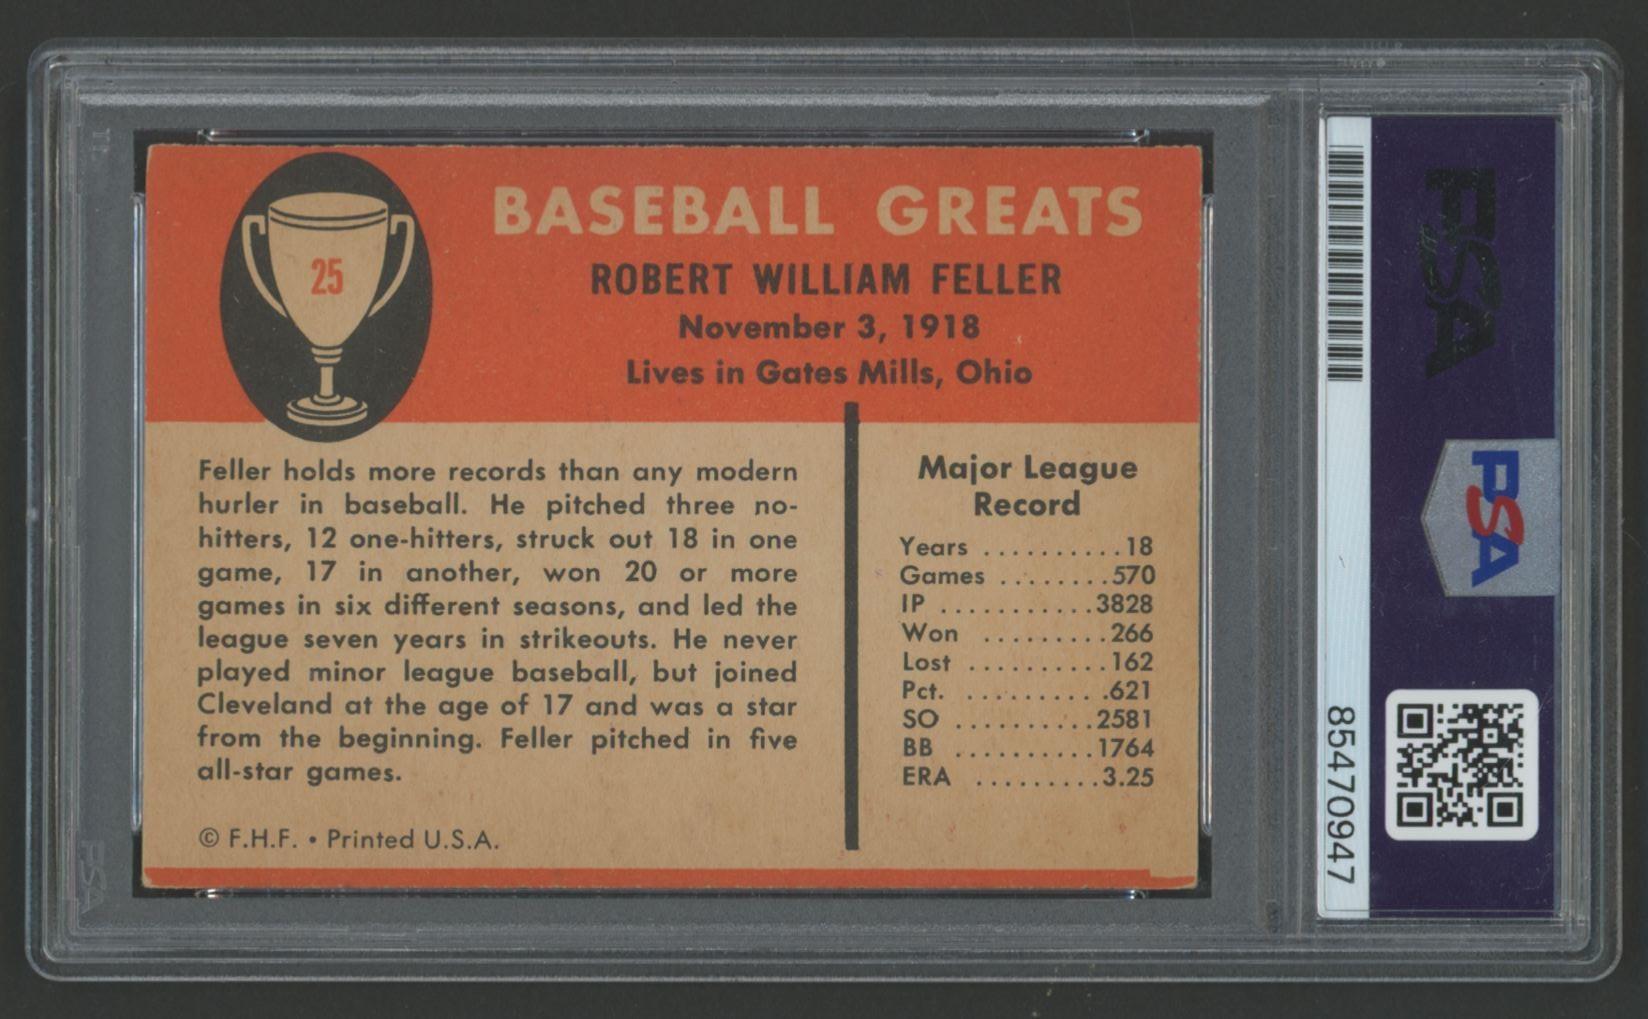 25
BASEBALL GREATS
ROBERT WILLIAM FELLER
November 3, 1918
Lives in Gates Mills, Ohio
Feller holds more records than any modern
hurler in baseball. He pitched three no-
hitters, 12 one-hitters, struck out 18 in one
game, 17 in another, won 20 or more
games in six different seasons, and led the
league seven years in strikeouts. He never
played minor league baseball, but joined
Cleveland at the age of 17 and was a star
from the beginning. Feller pitched in five
all-star games.
© F.H.F. • Printed U.S.A.
Major League
Record
Years ..........18
Games ........570
IP ...........3828
Won .........266
Lost ..........162
Pct. ..........621
SO ..........2581
BB ..........1764
ERA .........3.25
PSA
PSA
85470947
PSA